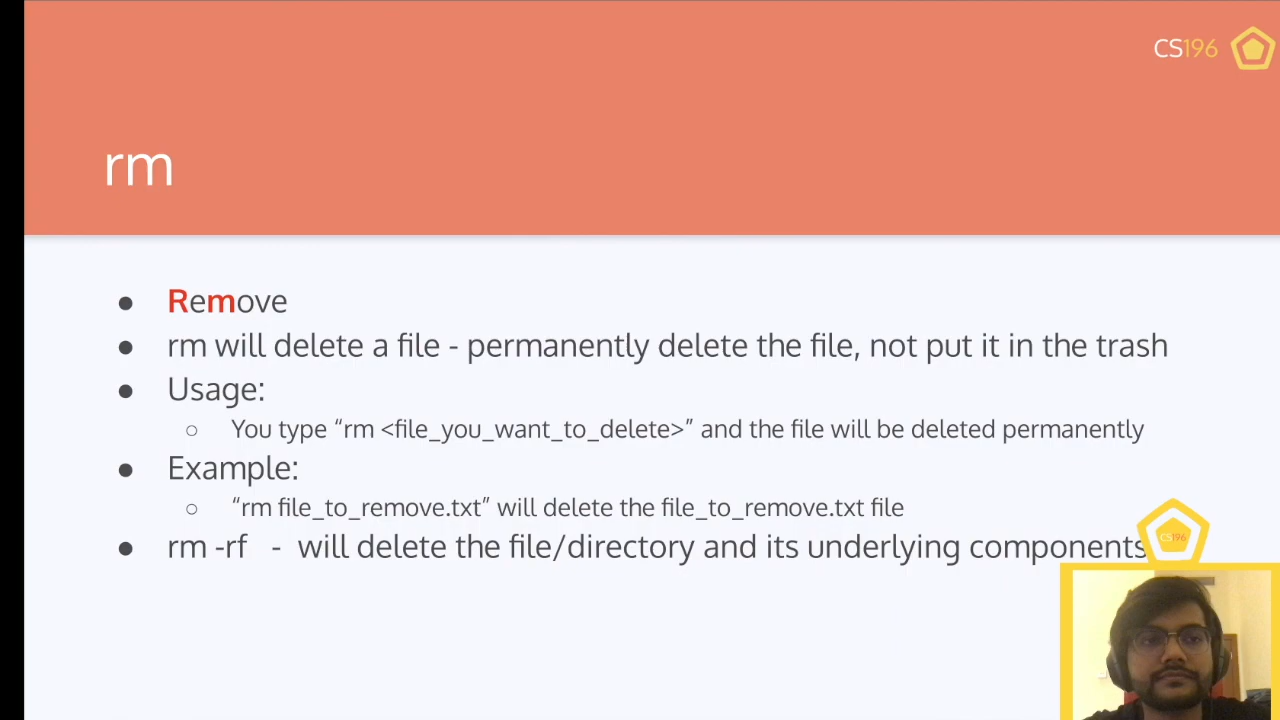 CS196
rm
● Remove
● rm will delete a file - permanently delete the file, not put it in the trash
● Usage:
○ You type “rm <file_you_want_to_delete>” and the file will be deleted permanently
● Example:
○ “rm file_to_remove.txt” will delete the file_to_remove.txt file
● rm -rf - will delete the file/directory and its underlying components
CS196